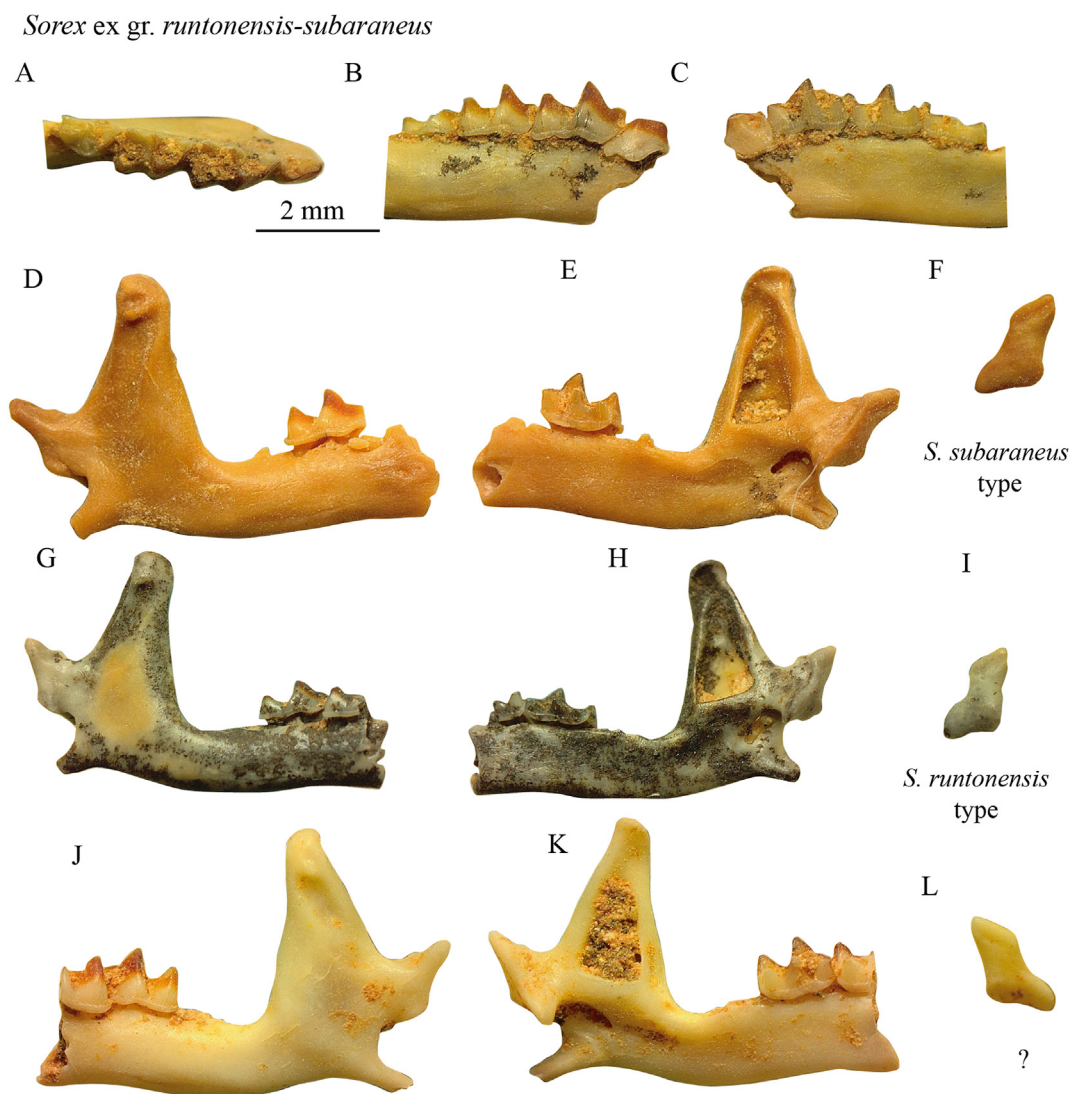 Sorex ex gr. runtonensis-subaraneus
A
B
C
2 mm
D
E
F
S. subaraneus
type
G
H
I
S. runtonensis
type
J
K
L
?